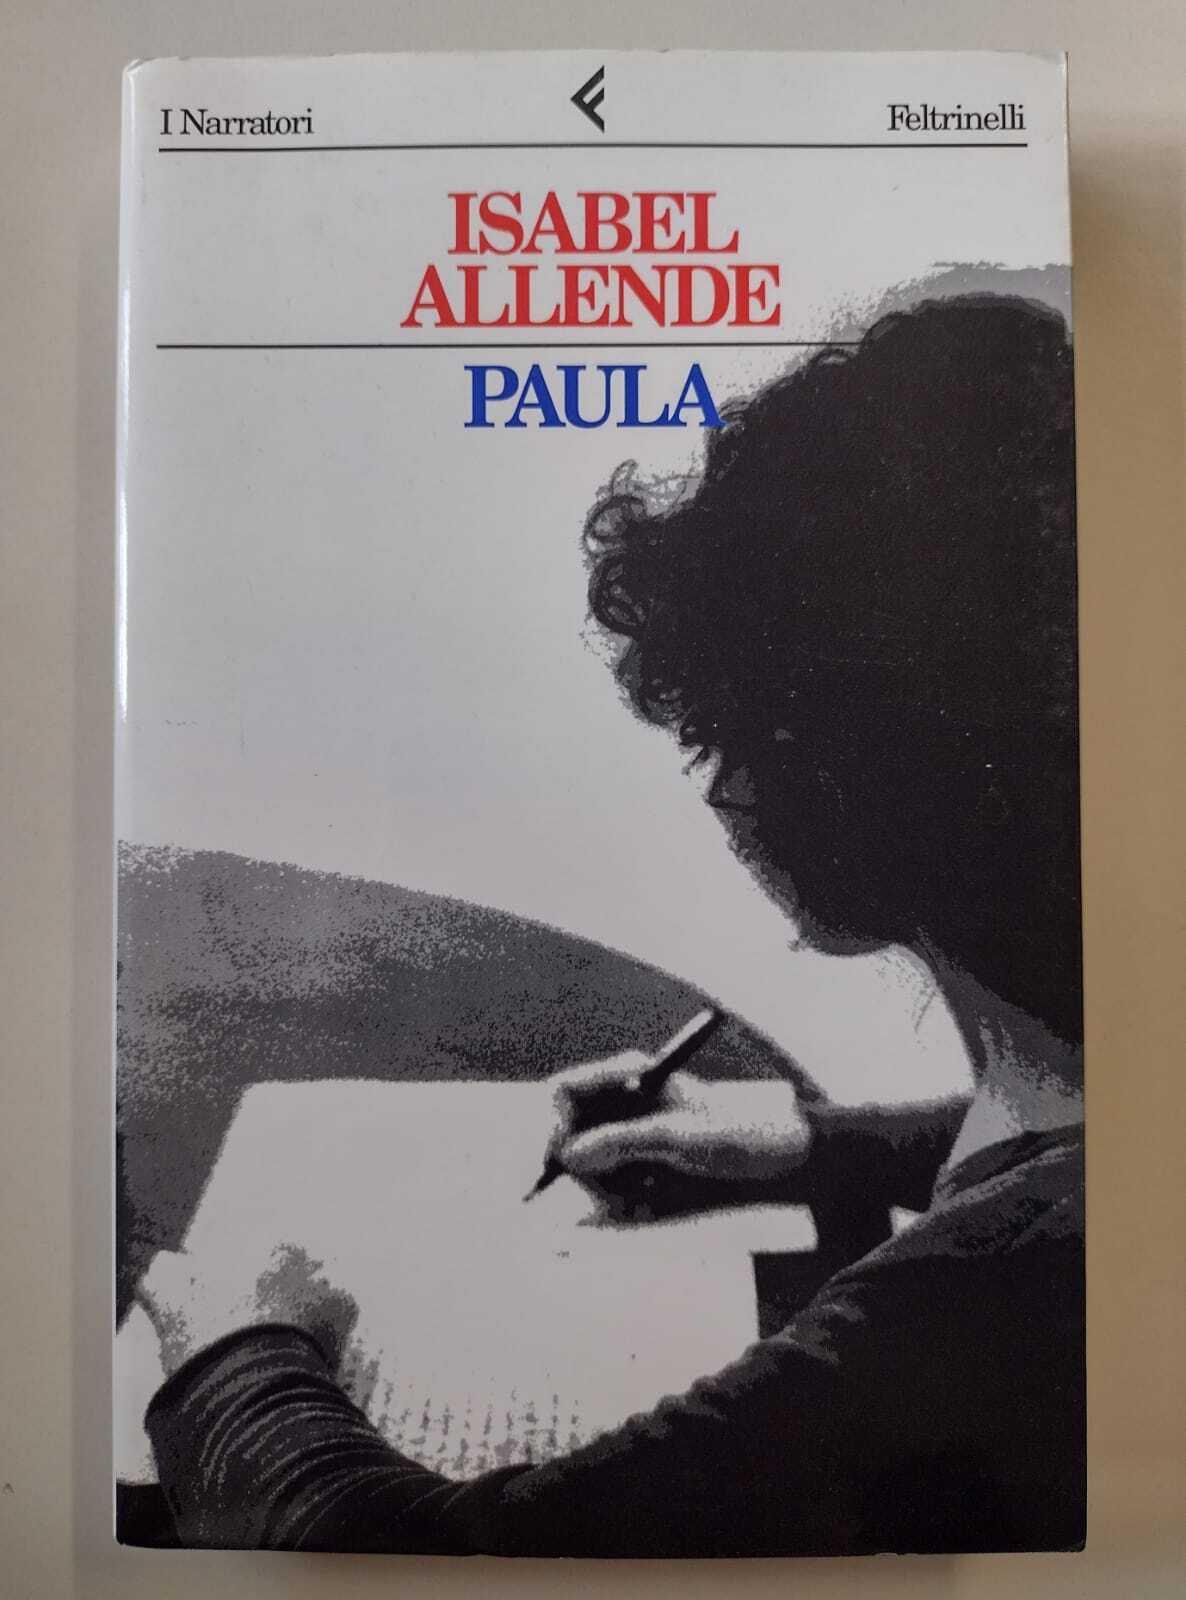 I Narratori
Feltrinelli
ISABEL
ALLENDE
PAULA